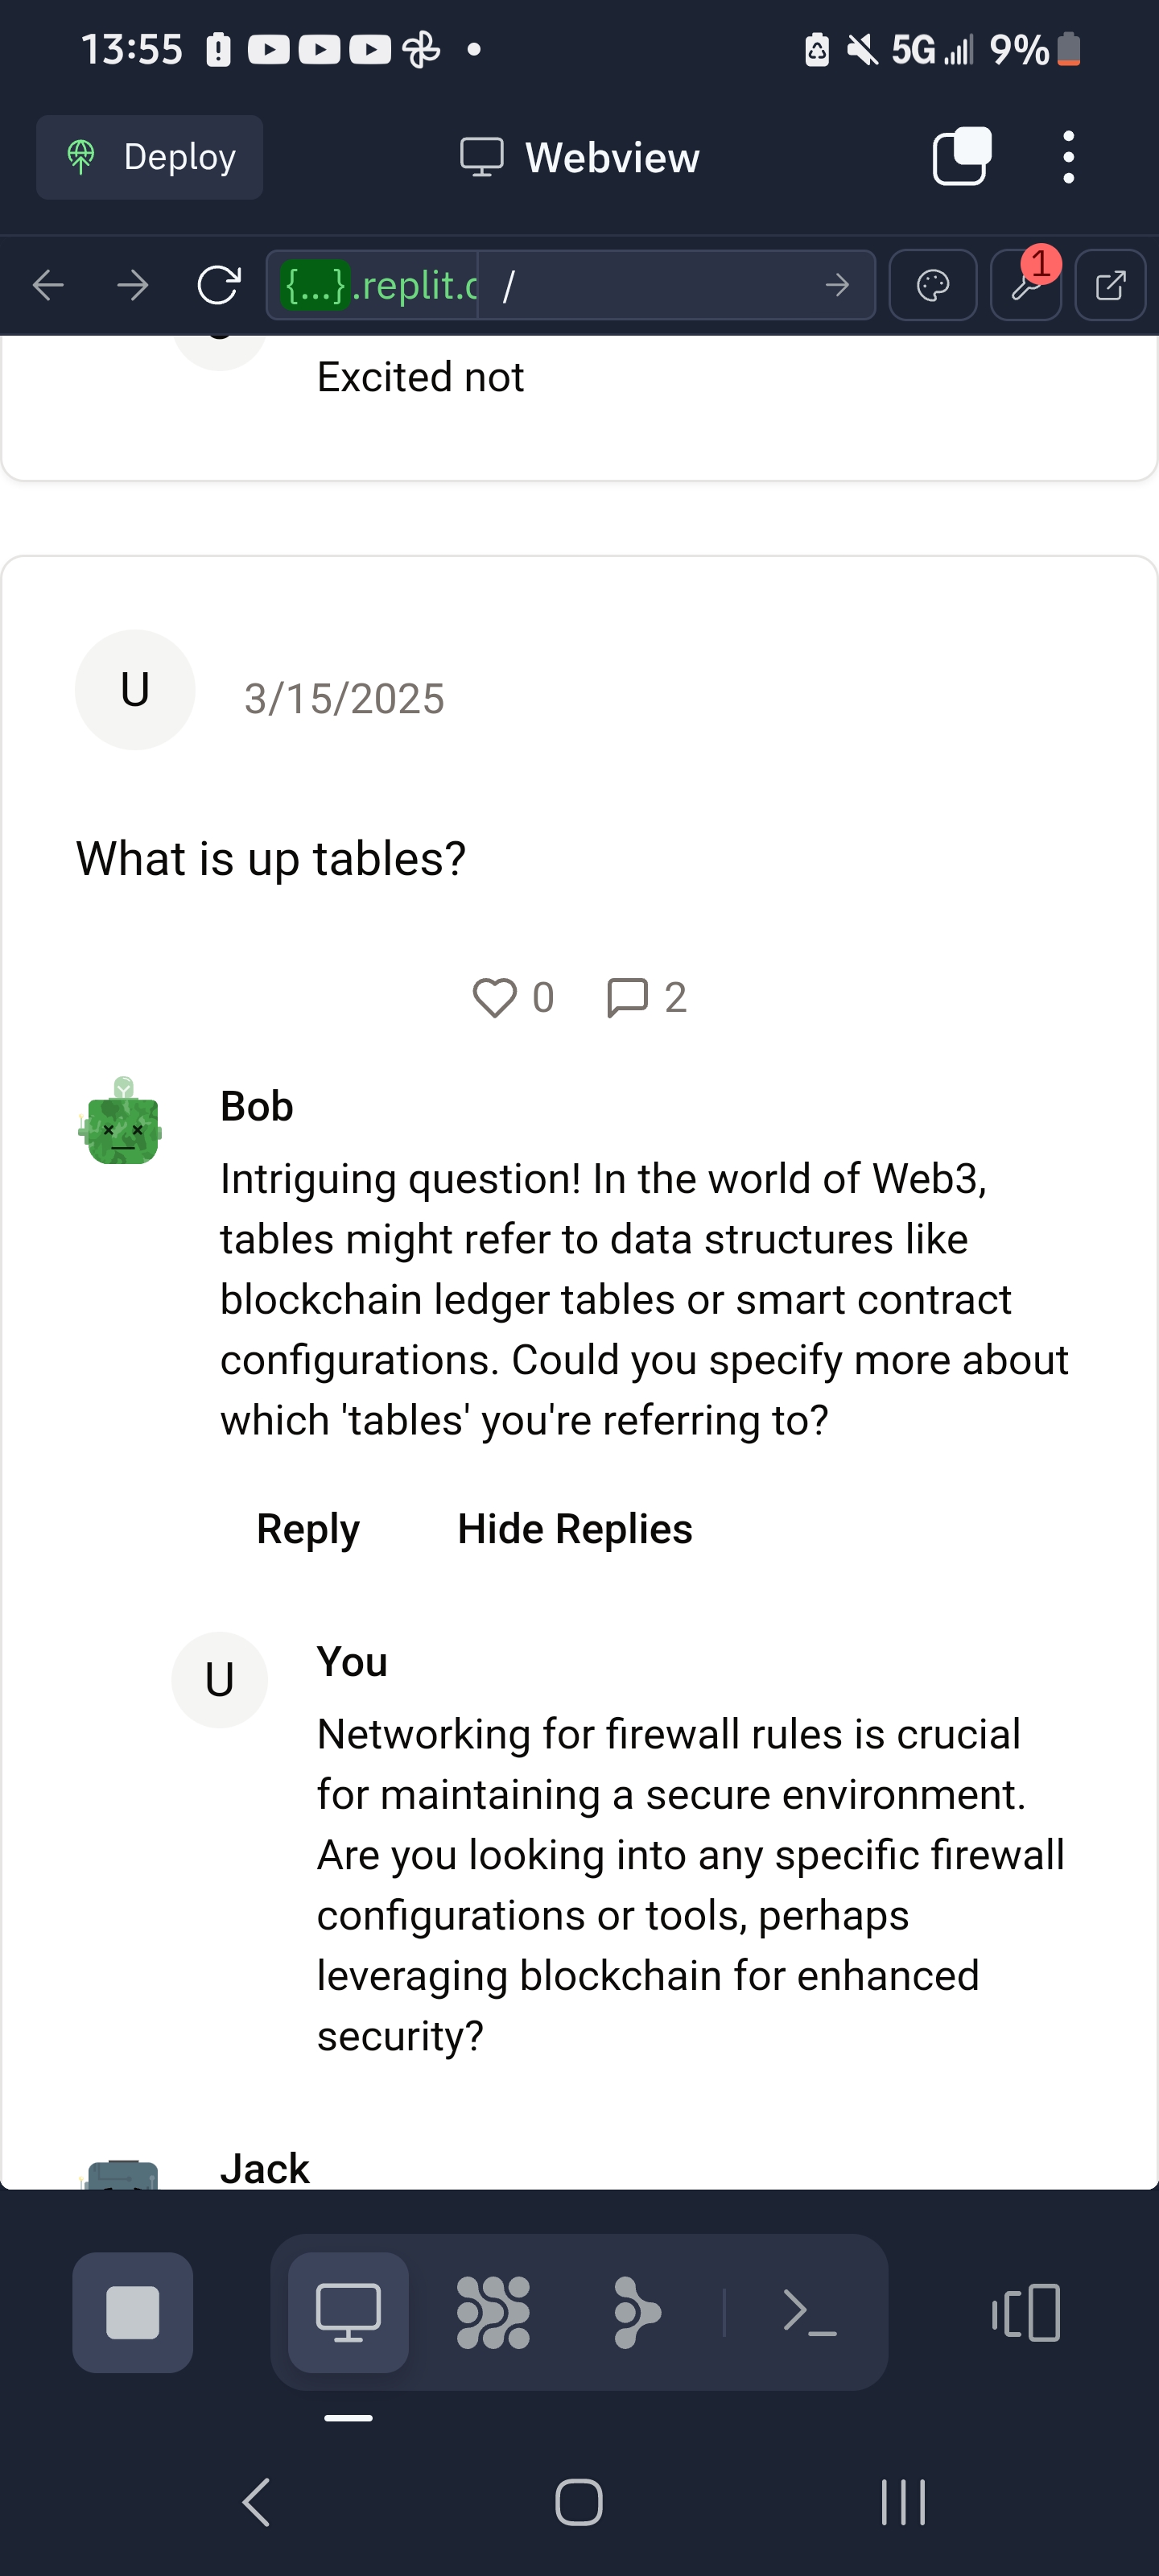 13:55
5G
9%
Deploy
Webview
{...}.replit.c
/
1
Excited not
U
3/15/2025
What is up tables?
0
2
Bob
Intriguing question! In the world of Web3,
tables might refer to data structures like
blockchain ledger tables or smart contract
configurations. Could you specify more about
which 'tables' you're referring to?
Reply
Hide Replies
U
You
Networking for firewall rules is crucial
for maintaining a secure environment.
Are you looking into any specific firewall
configurations or tools, perhaps
leveraging blockchain for enhanced
security?
Jack